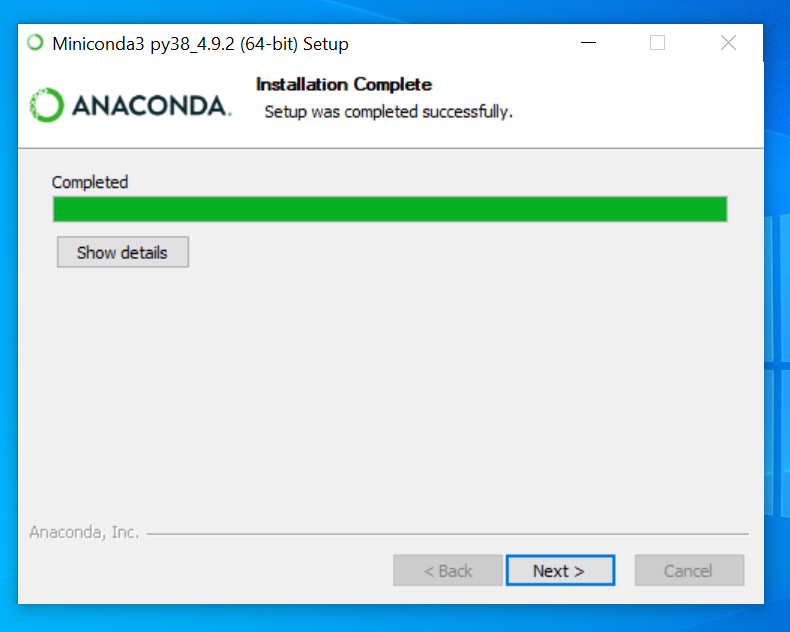 Miniconda3 py38_4.9.2 (64-bit) Setup
ANACONDA.
Installation Complete
Setup was completed successfully.
Completed
Show details
Anaconda, Inc.
< Back
Next >
Cancel